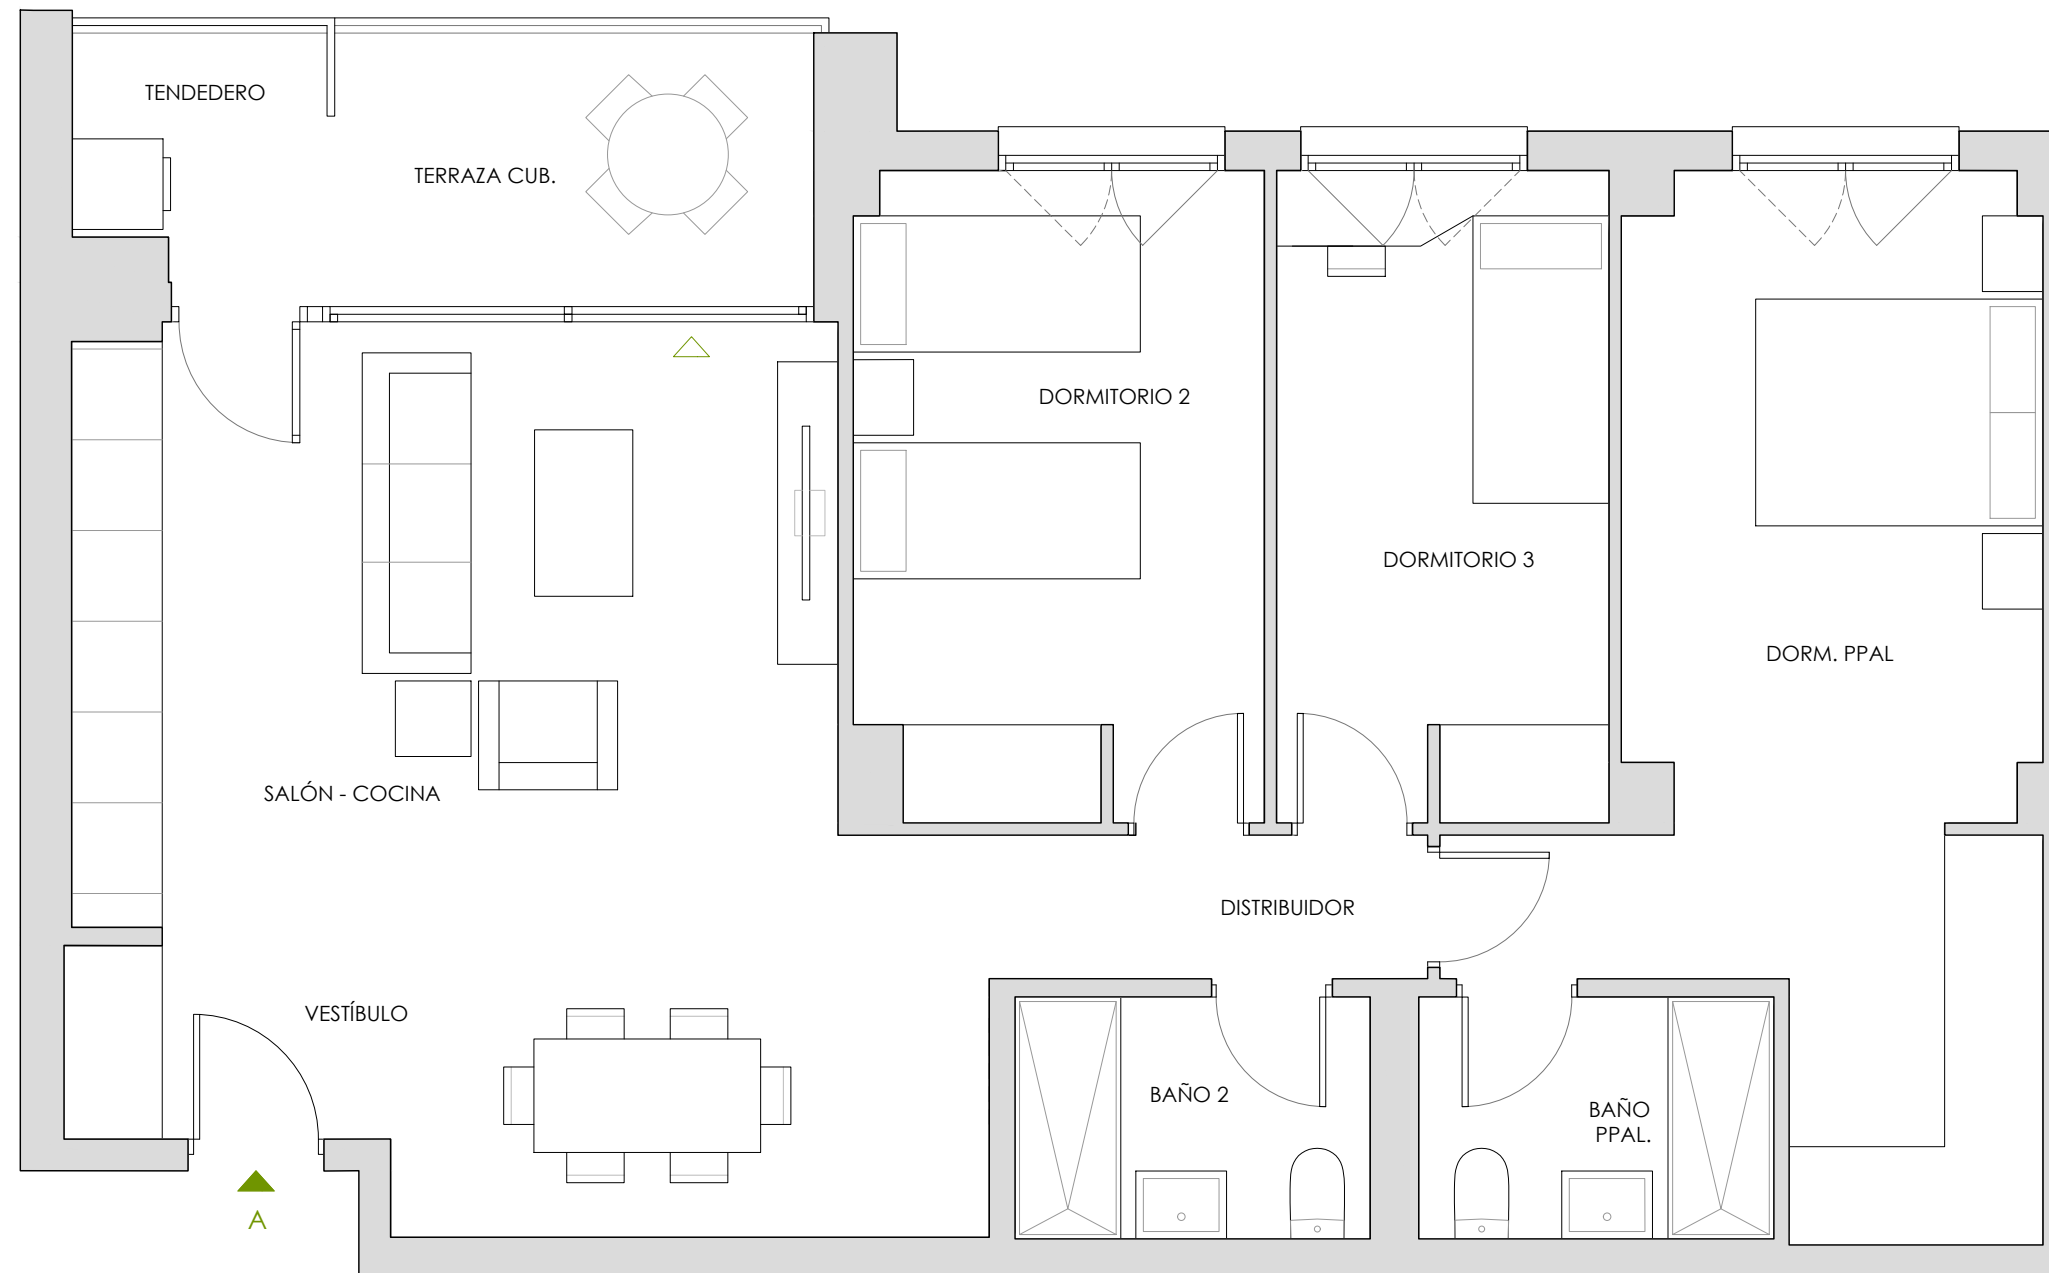 TENDEDERO
TERRAZA CUB.
DORMITORIO 2
DORMITORIO 3
DORM. PPAL
SALÓN - COCINA
DISTRIBUIDOR
VESTÍBULO
BAÑO 2
BAÑO
PPAL.
A